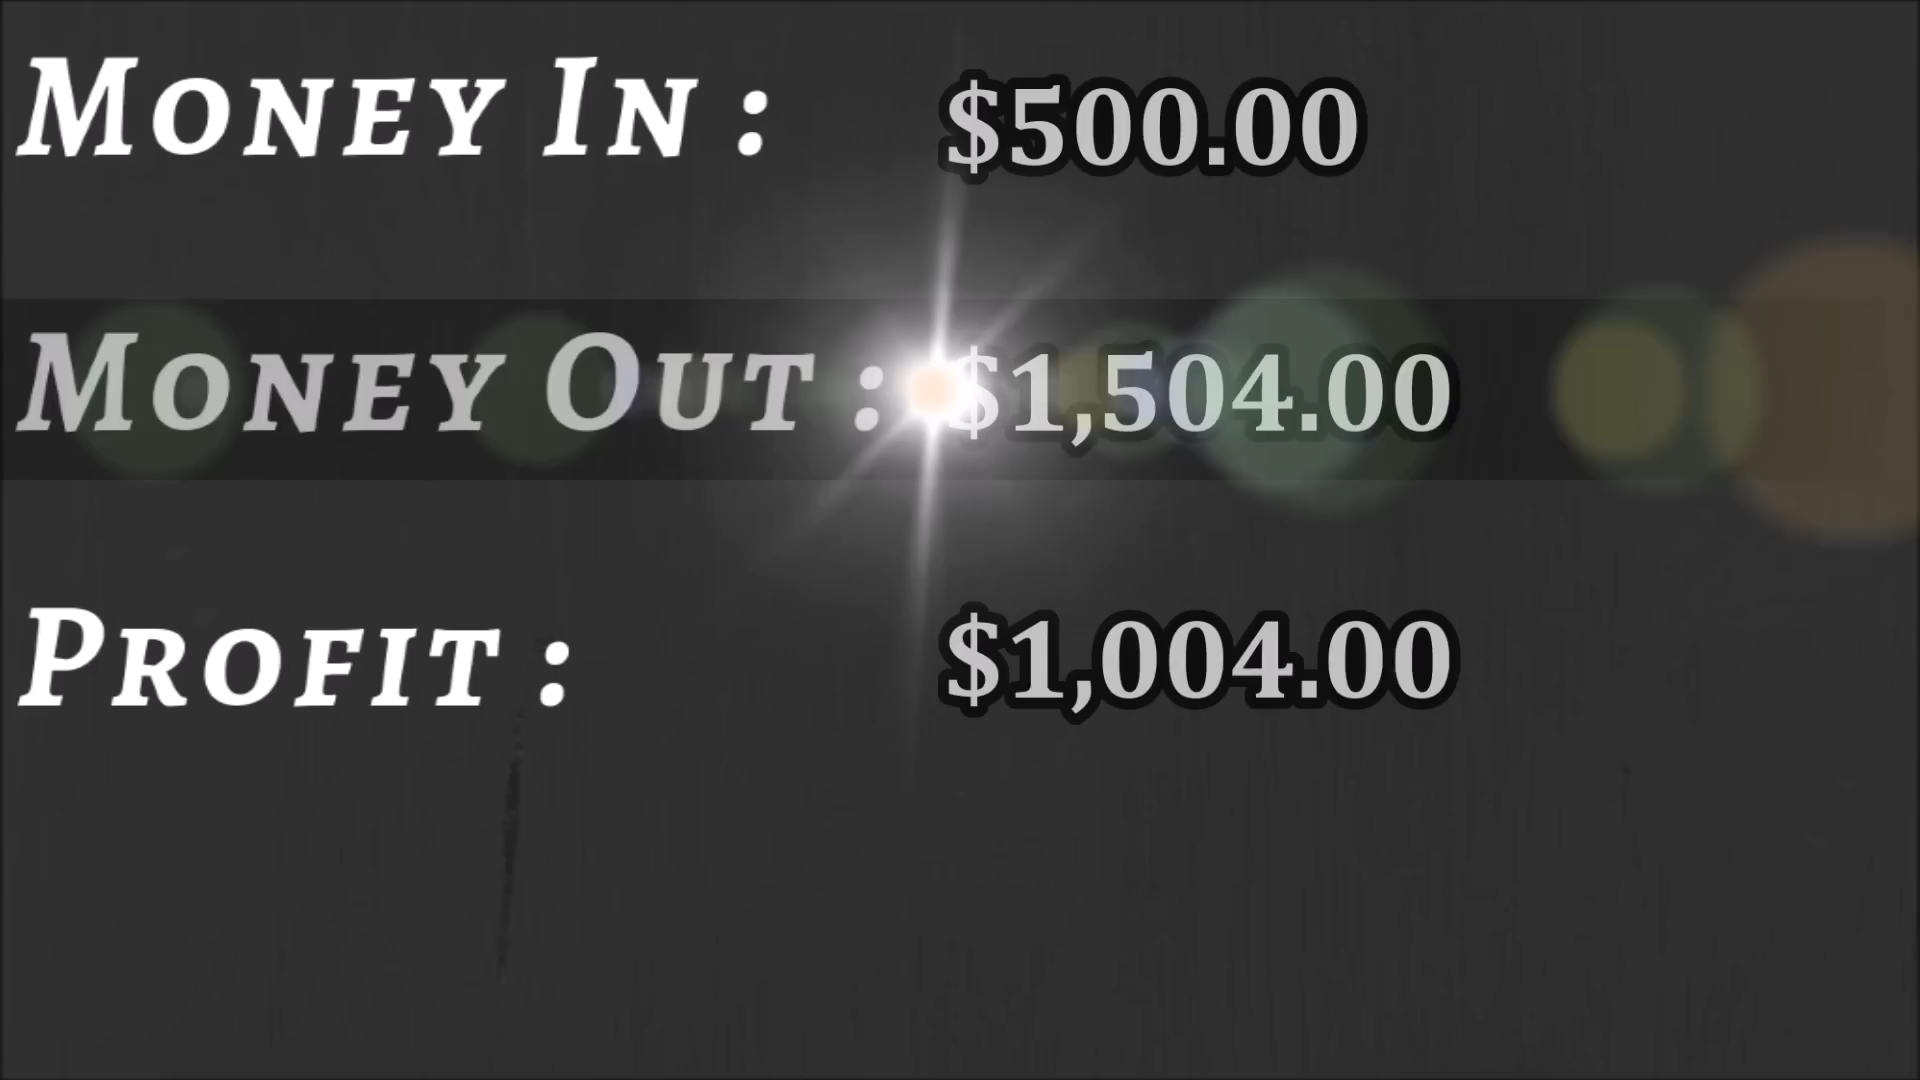 Money In : $500.00
Money Out : $1,504.00
Profit : $1,004.00